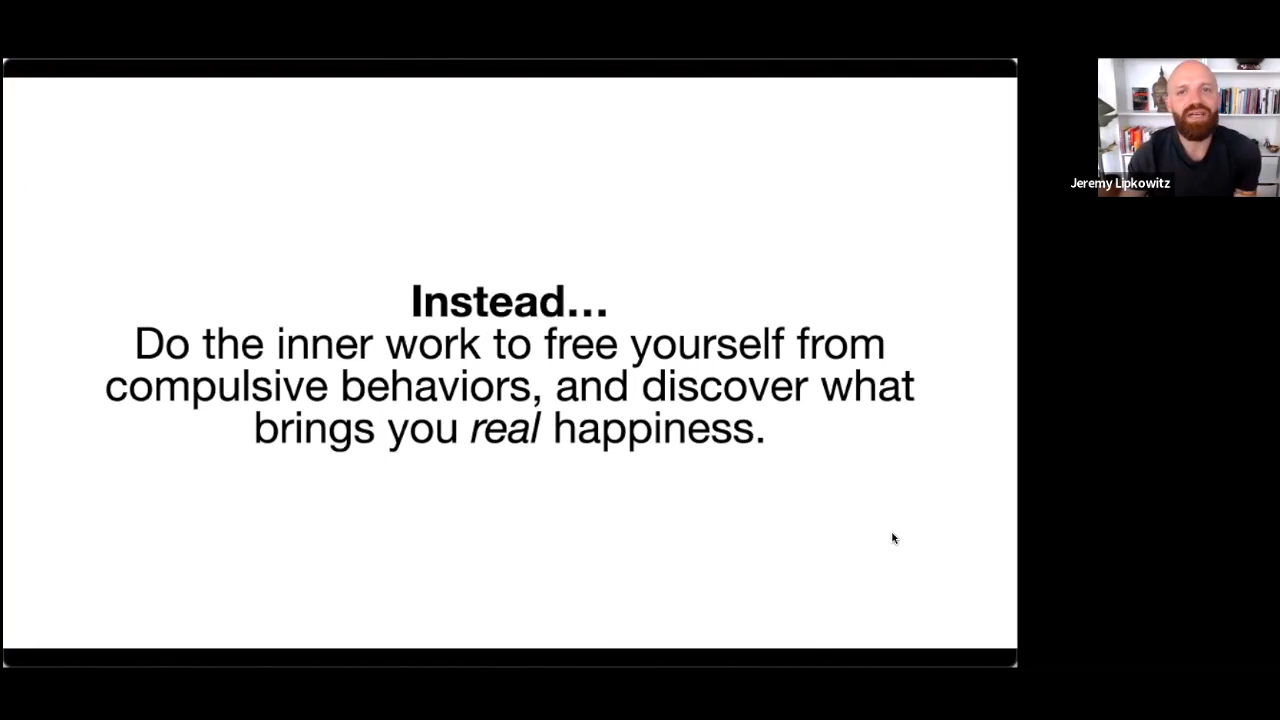 Instead...
Do the inner work to free yourself from
compulsive behaviors, and discover what
brings you real happiness.
Jeremy Lipkowitz